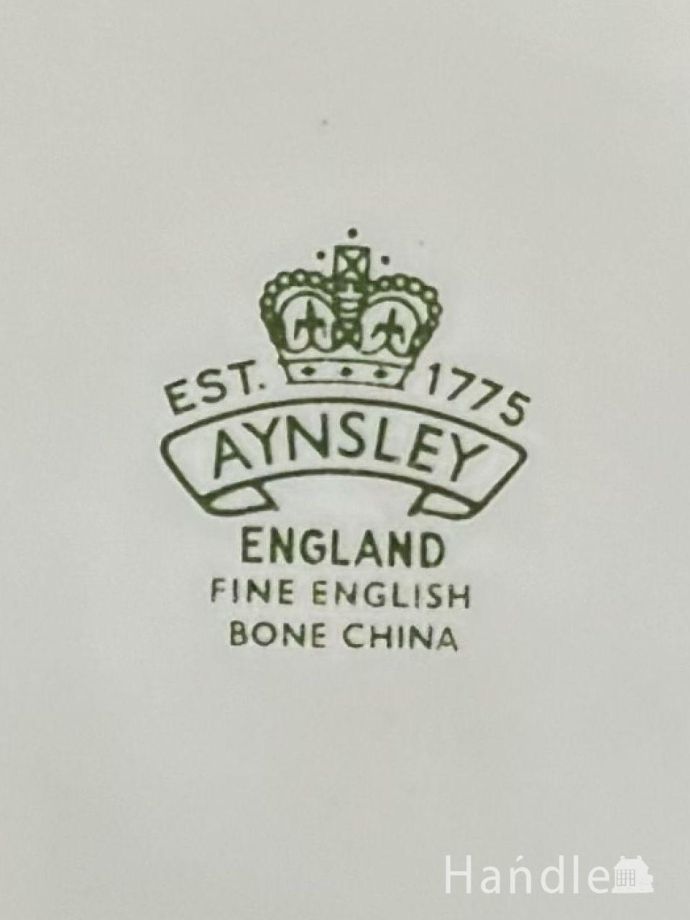 EST. 1775
AYNSLEY
ENGLAND
FINE ENGLISH
BONE CHINA
Handle